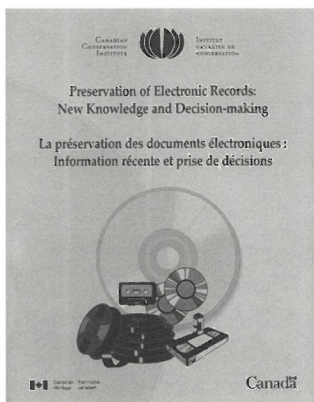 CANADIAN
CONSERVATION
INSTITUTE
INSTITUT
CANADIEN DE
CONSERVATION
Preservation of Electronic Records:
New Knowledge and Decision-making
La préservation des documents électroniques :
Information récente et prise de décisions
Canadian Heritage
Patrimoine canadien
Canada